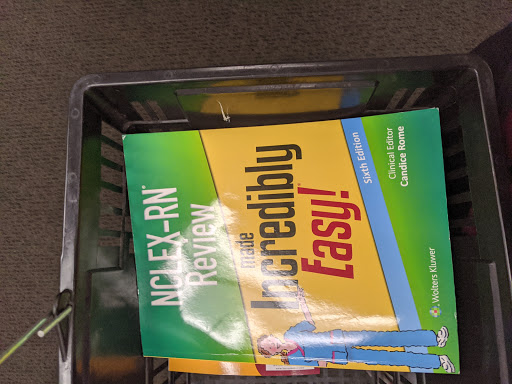 NCLEX-RN®
Review
made
Incredibly
Easy!®
Sixth Edition
Clinical Editor
Candice Rome
Wolters Kluwer